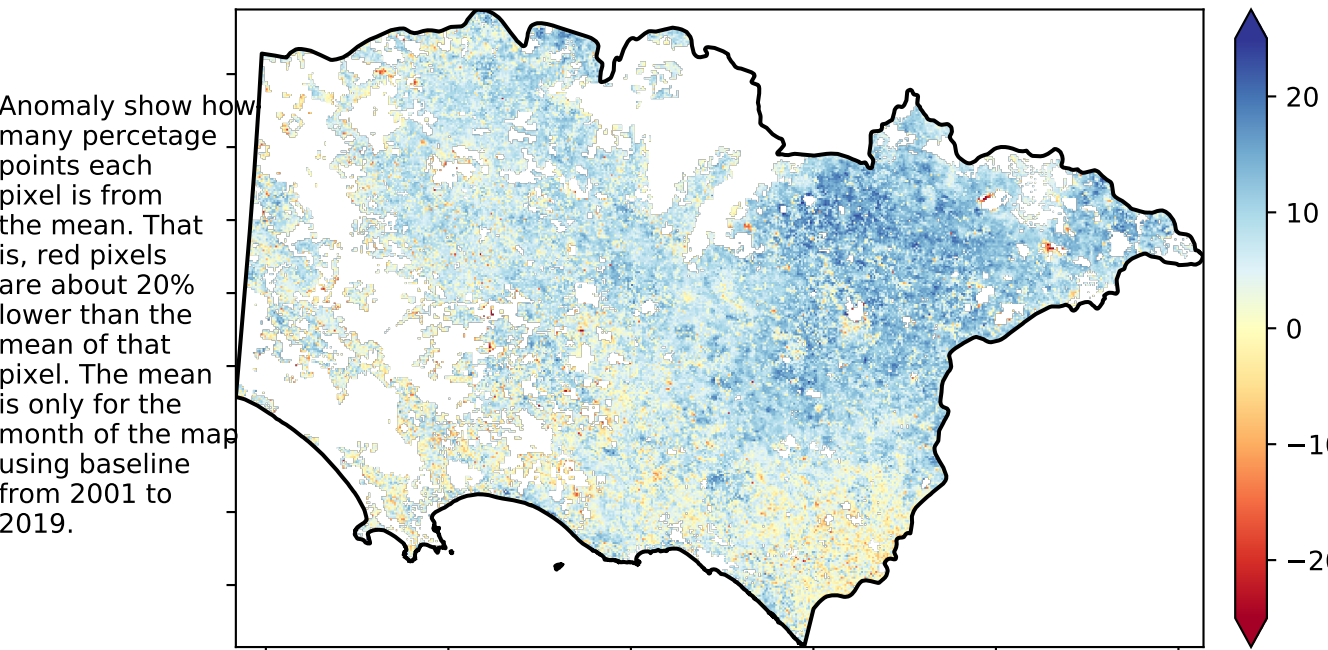 Anomaly show how
many percetage
points each
pixel is from
the mean. That
is, red pixels
are about 20%
lower than the
mean of that
pixel. The mean
is only for the
month of the map
using baseline
from 2001 to
2019.
20
10
0
−10
−20